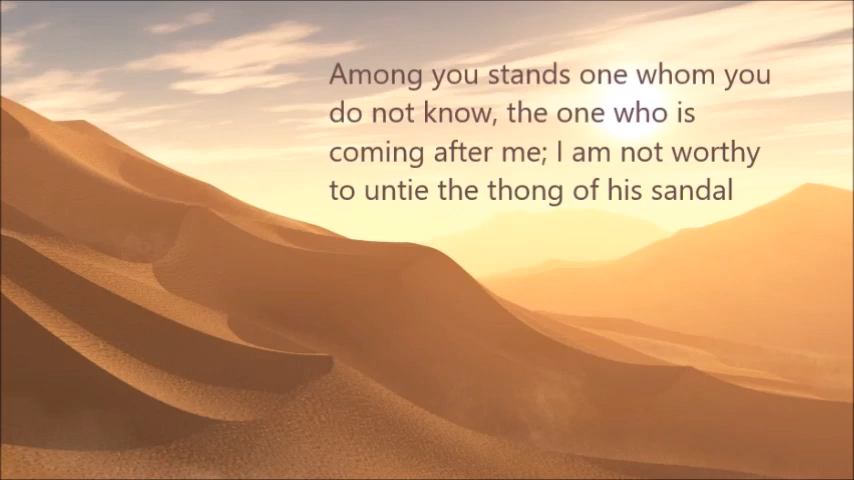 Among you stands one whom you
do not know, the one who is
coming after me; I am not worthy
to untie the thong of his sandal